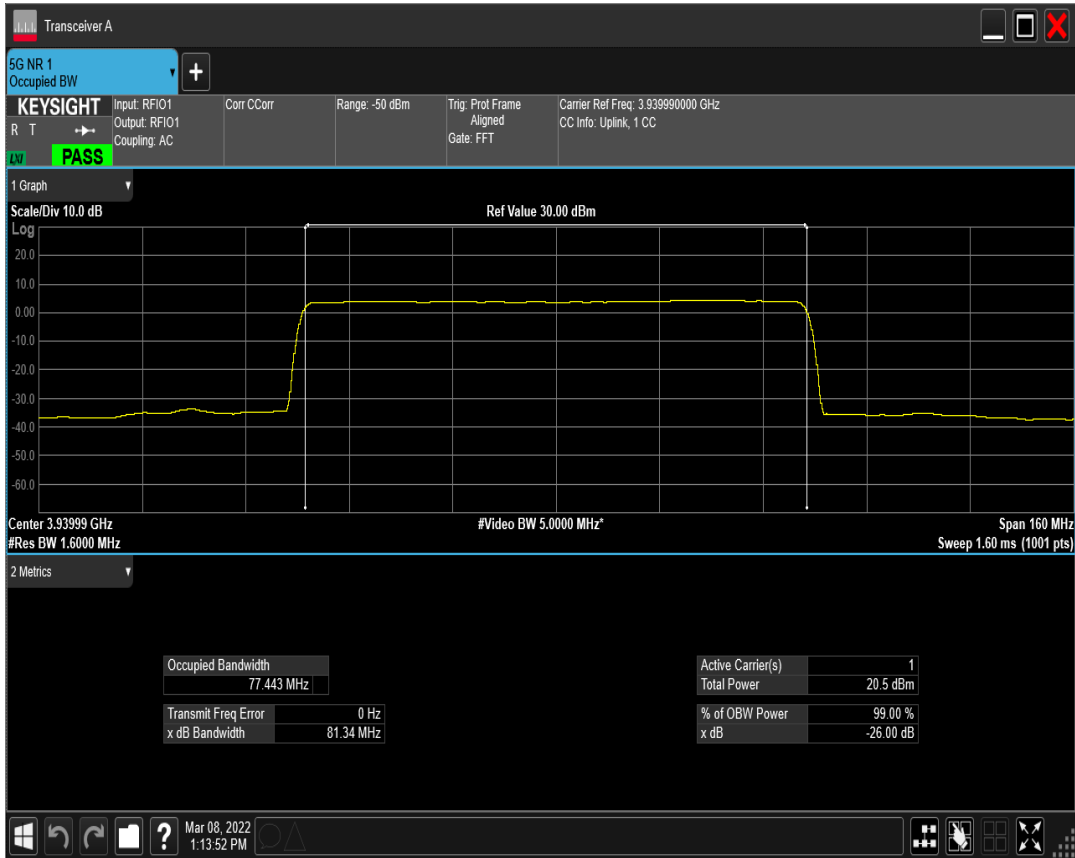 Transceiver A
5G NR 1
Occupied BW
+
KEYSIGHT
R T
LXI
PASS
Input: RFIO1
Output: RFIO1
Coupling: AC
Corr CCorr
Range: -50 dBm
Trig: Prot Frame
Aligned
Gate: FFT
Carrier Ref Freq: 3.939990000 GHz
CC Info: Uplink, 1 CC
1 Graph
Scale/Div 10.0 dB
Ref Value 30.00 dBm
Log
20.0
10.0
0.00
-10.0
-20.0
-30.0
-40.0
-50.0
-60.0
Center 3.93999 GHz
#Video BW 5.0000 MHz*
Span 160 MHz
#Res BW 1.6000 MHz
Sweep 1.60 ms (1001 pts)
2 Metrics
Occupied Bandwidth
77.443 MHz
Transmit Freq Error 0 Hz
x dB Bandwidth 81.34 MHz
Active Carrier(s) 1
Total Power 20.5 dBm
% of OBW Power 99.00 %
x dB -26.00 dB
?
Mar 08, 2022
1:13:52 PM